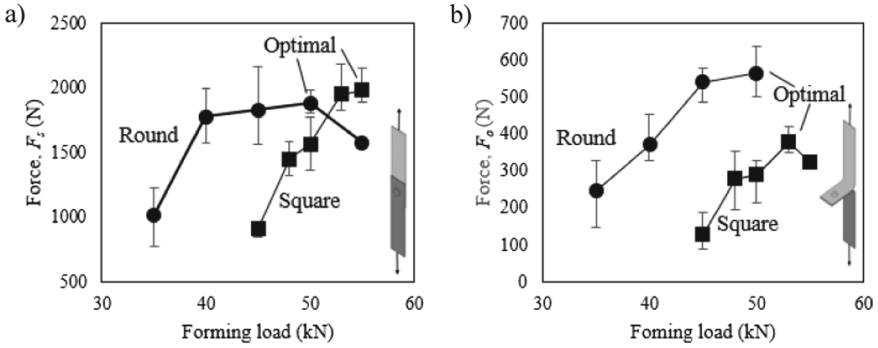 a)
2500
2000
1500
1000
500
Force, Fs (N)
Optimal
Round
Square
30
40
50
60
Forming load (kN)
b)
700
600
500
400
300
200
100
0
Force, Fo (N)
Optimal
Round
Square
30
40
50
60
Foming load (kN)